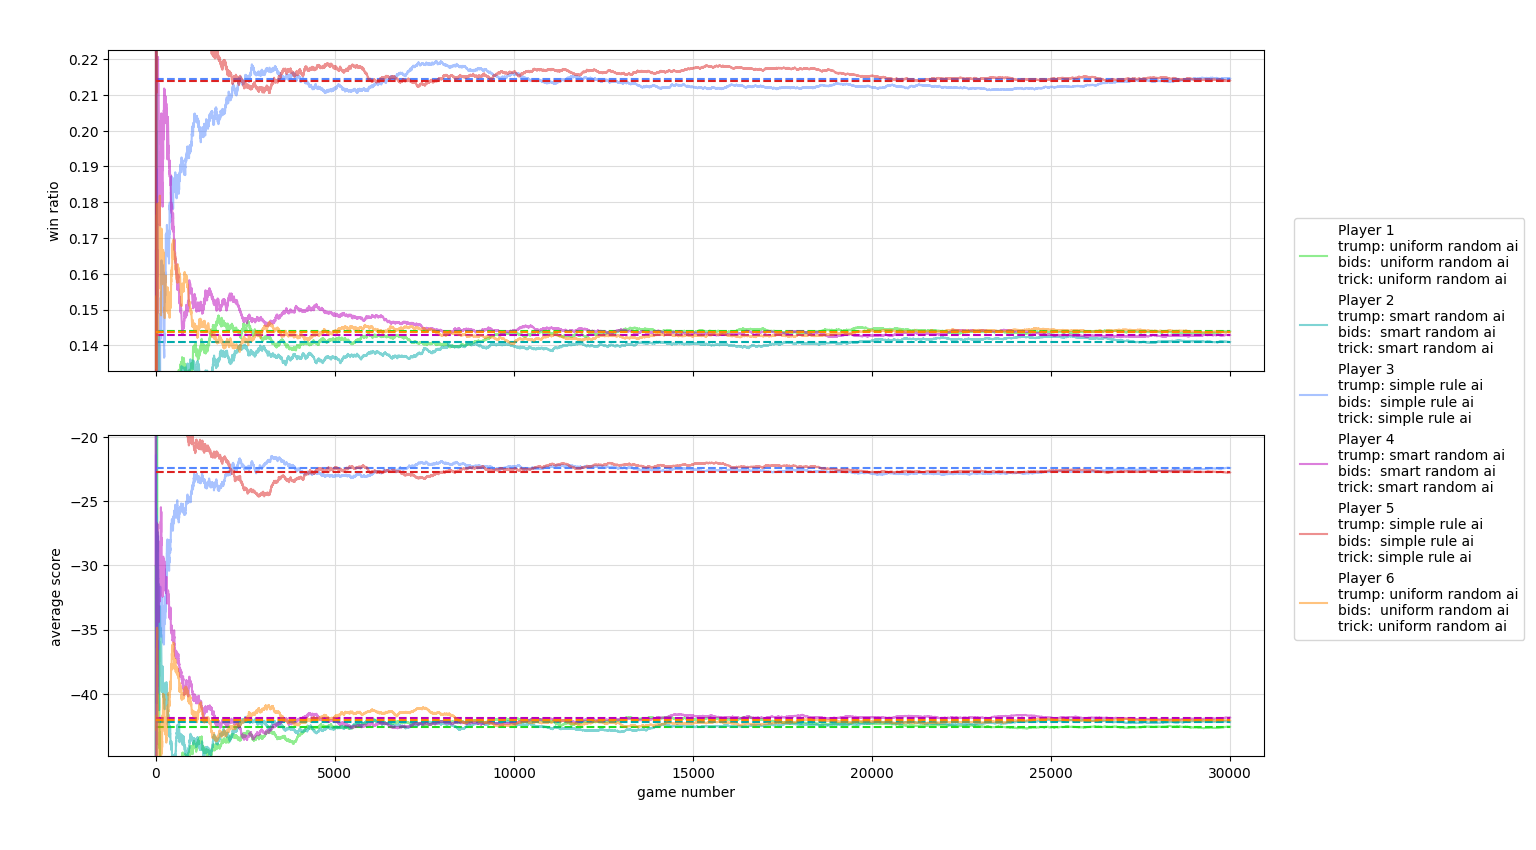 0.22
0.21
0.20
0.19
0.18
0.17
0.16
0.15
0.14
win ratio
−20
−25
−30
−35
−40
average score
0
5000
10000
15000
20000
25000
30000
game number
Player 1
trump: uniform random ai
bids:  uniform random ai
trick: uniform random ai
Player 2
trump: smart random ai
bids:  smart random ai
trick: smart random ai
Player 3
trump: simple rule ai
bids:  simple rule ai
trick: simple rule ai
Player 4
trump: smart random ai
bids:  smart random ai
trick: smart random ai
Player 5
trump: simple rule ai
bids:  simple rule ai
trick: simple rule ai
Player 6
trump: uniform random ai
bids:  uniform random ai
trick: uniform random ai